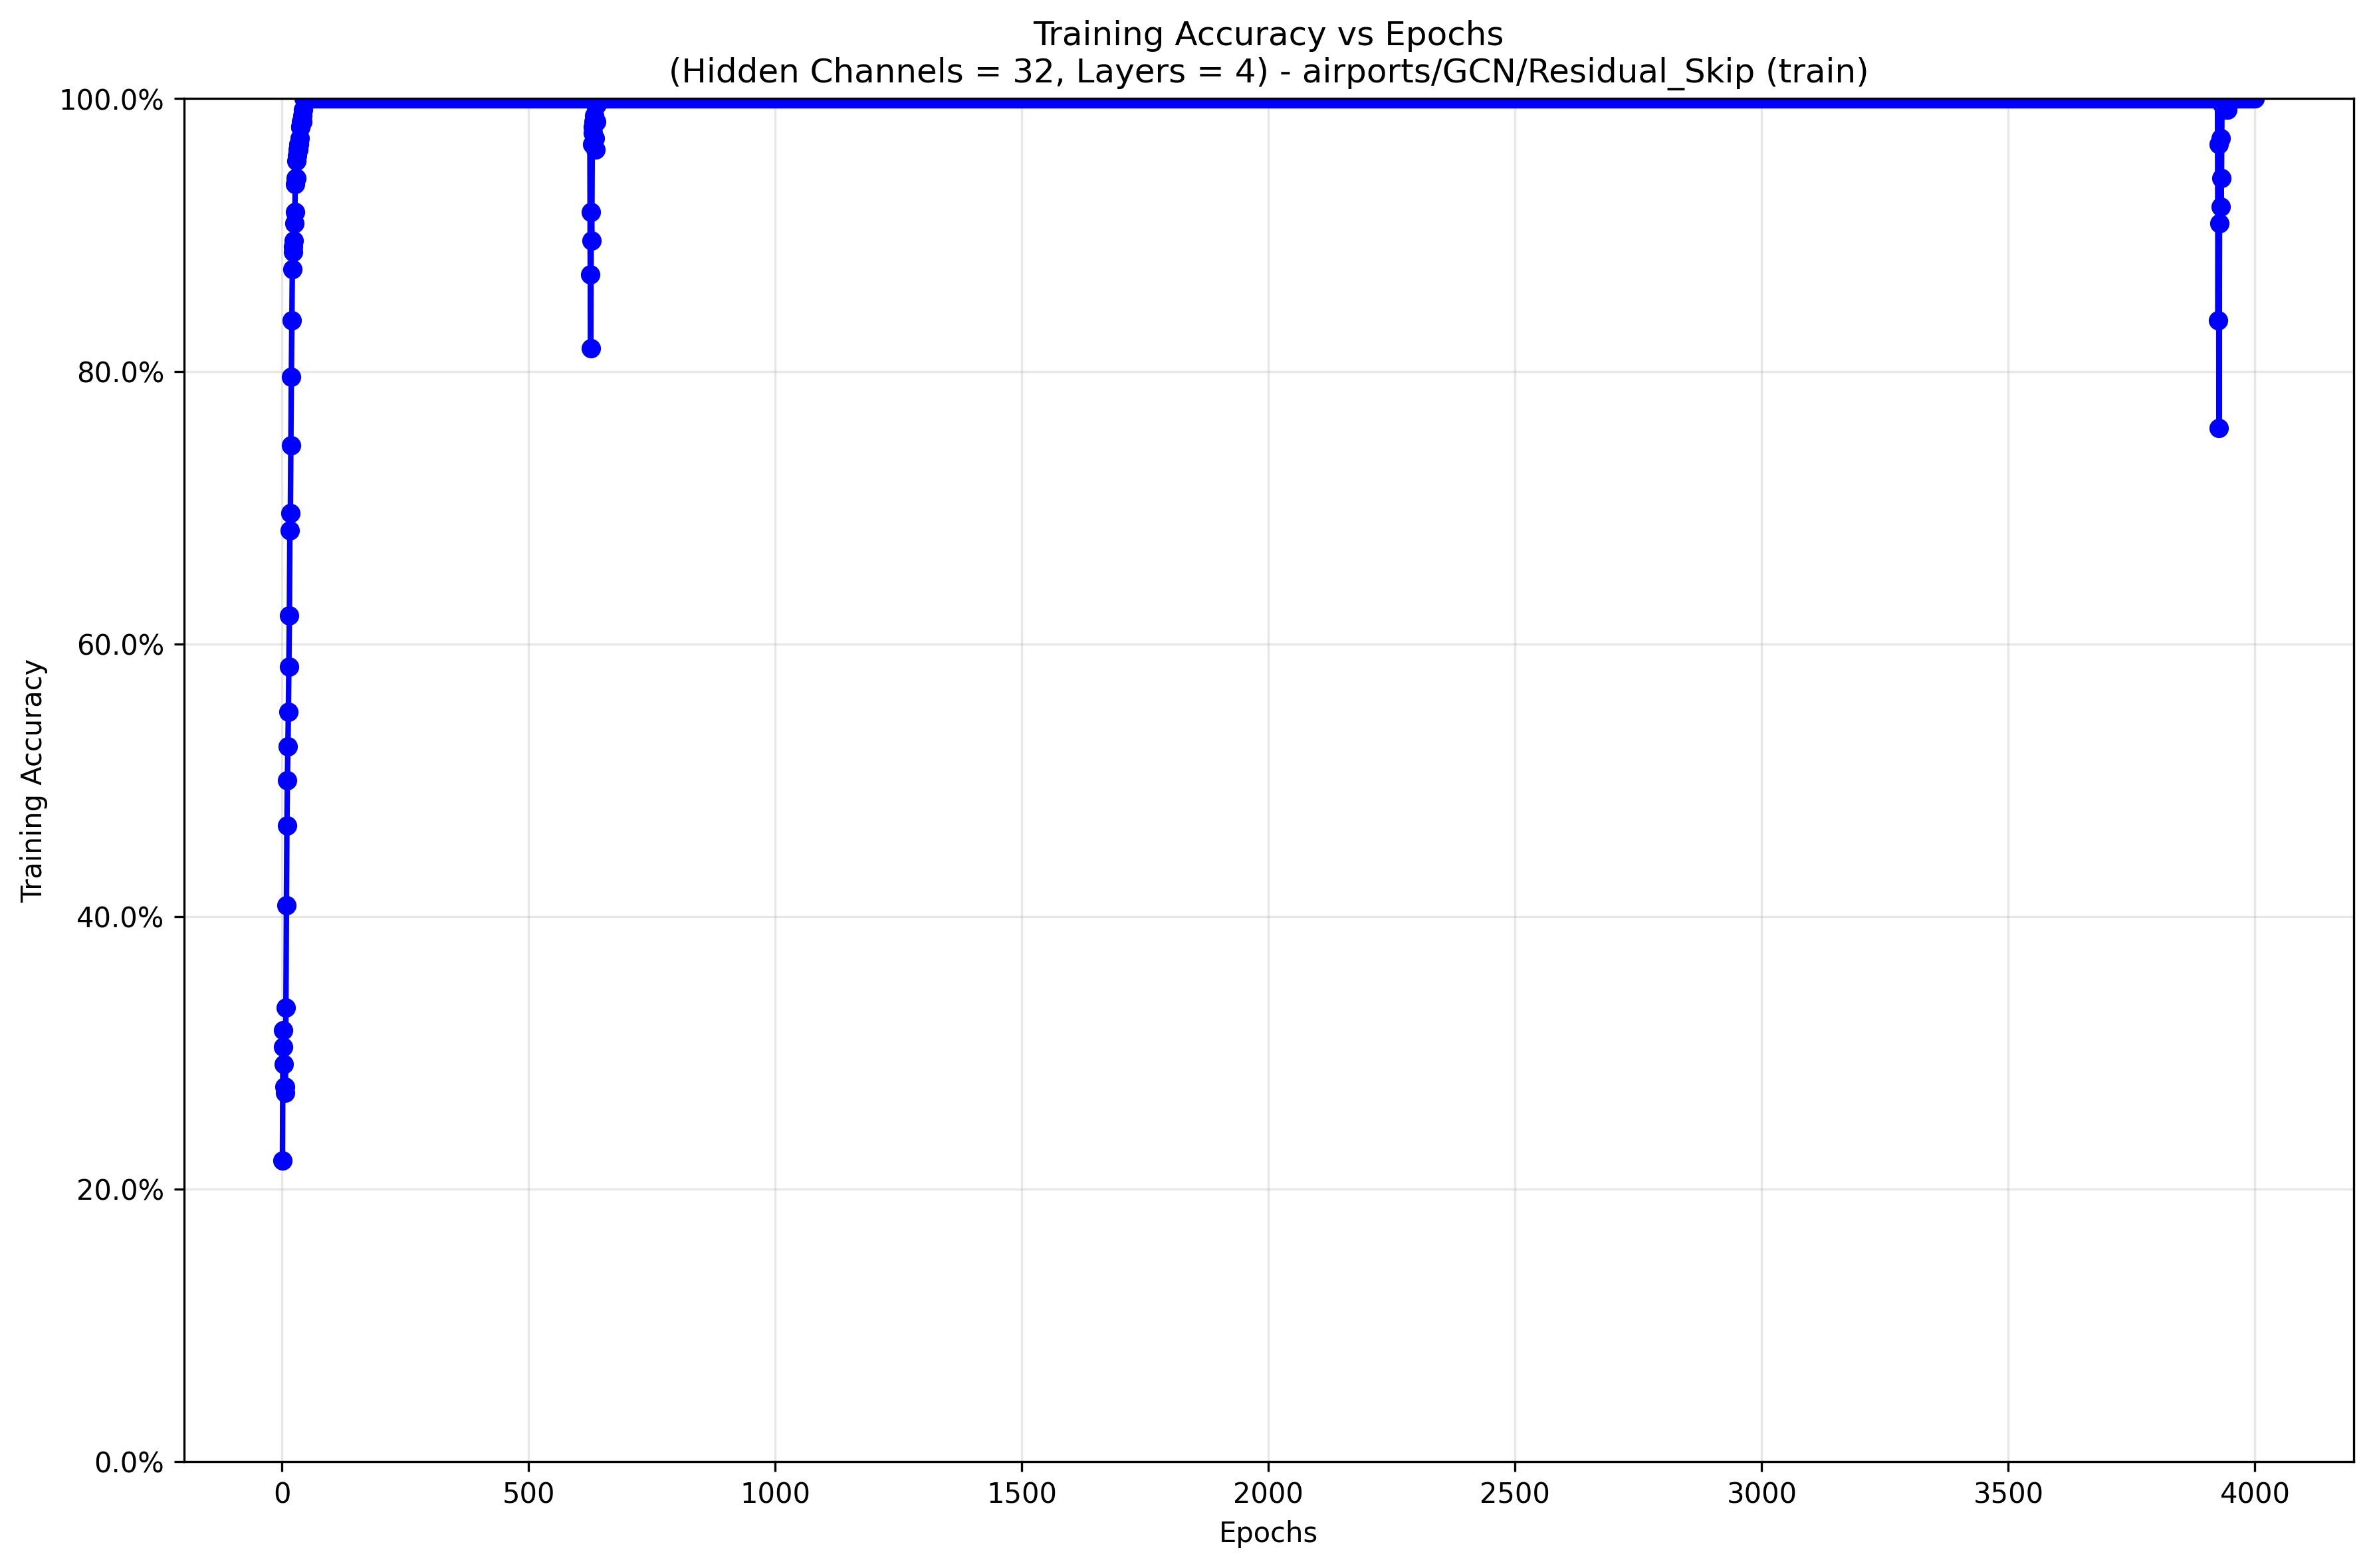 Training Accuracy vs Epochs
(Hidden Channels = 32, Layers = 4) - airports/GCN/Residual_Skip (train)
100.0%
80.0%
60.0%
40.0%
20.0%
0.0%
Training Accuracy
0 500 1000 1500 2000 2500 3000 3500 4000
Epochs